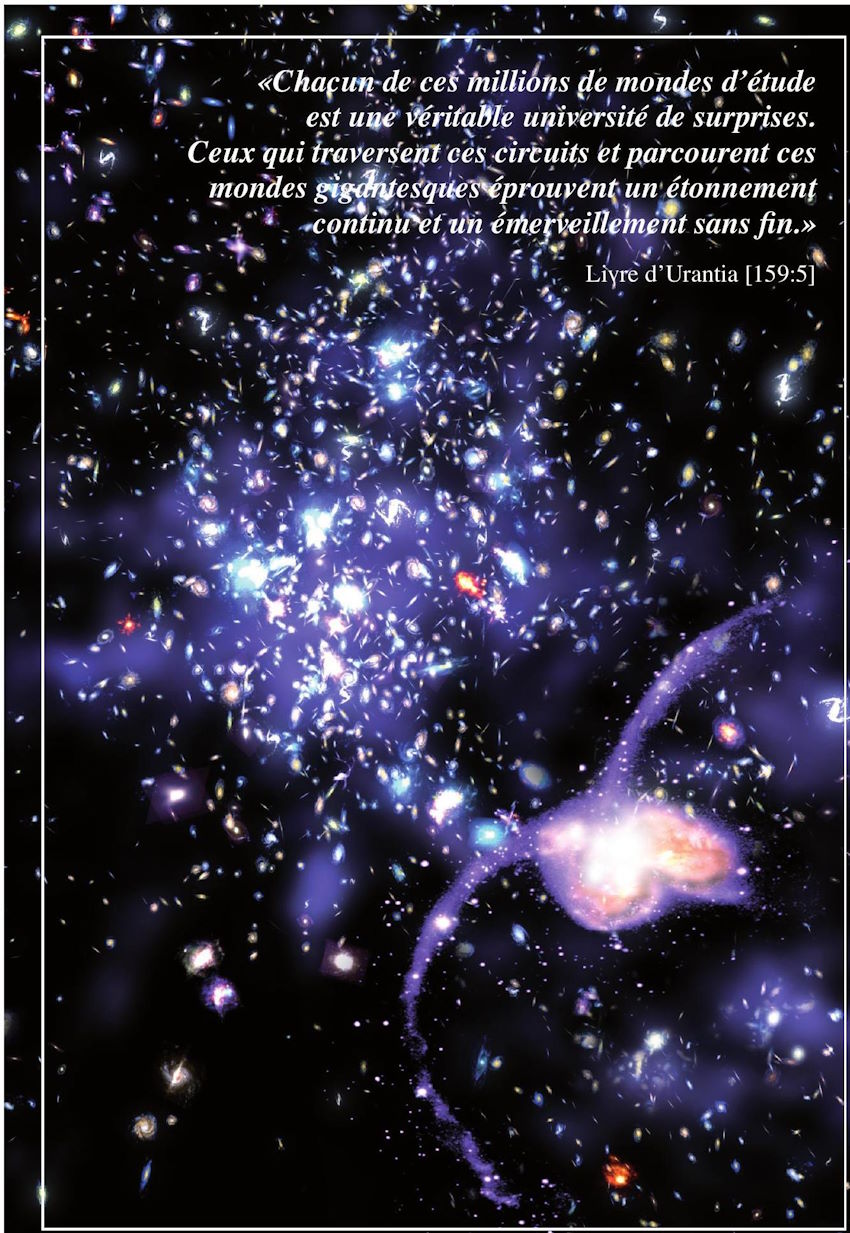 «Chacun de ces millions de mondes d’étude
est une véritable université de surprises.
Ceux qui traversent ces circuits et parcourent ces
mondes gigantesques éprouvent un étonnement
continu et un émerveillement sans fin.»
Livre d’Urantia [159:5]